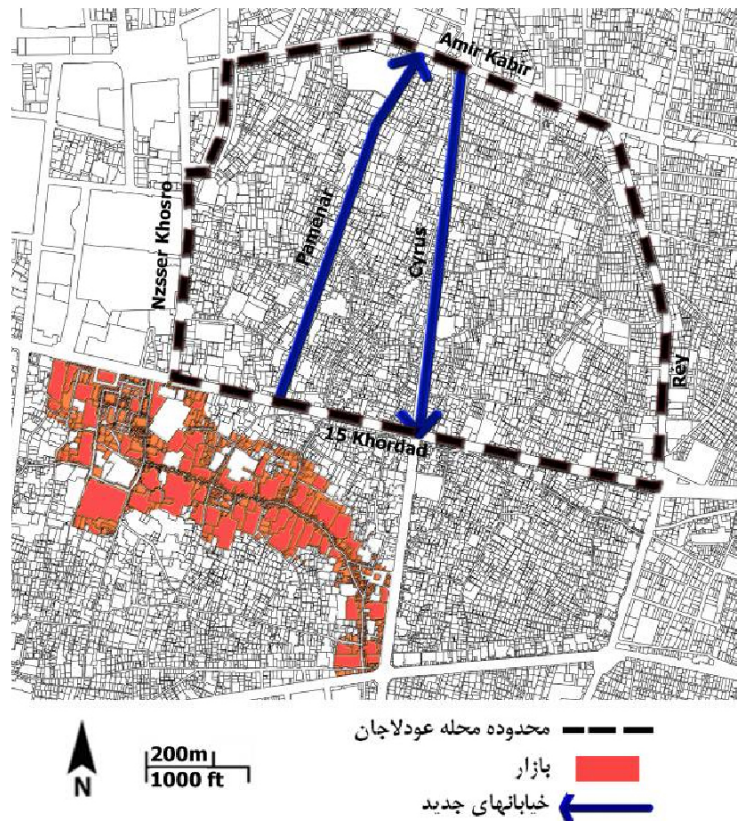 Amir Kabir
Nzsser Khosro
Pamenar
Cyrus
Rey
15 Khordad
محدوده محله عودلاجان
بازار
خیابانهای جدید
N
200m
1000 ft